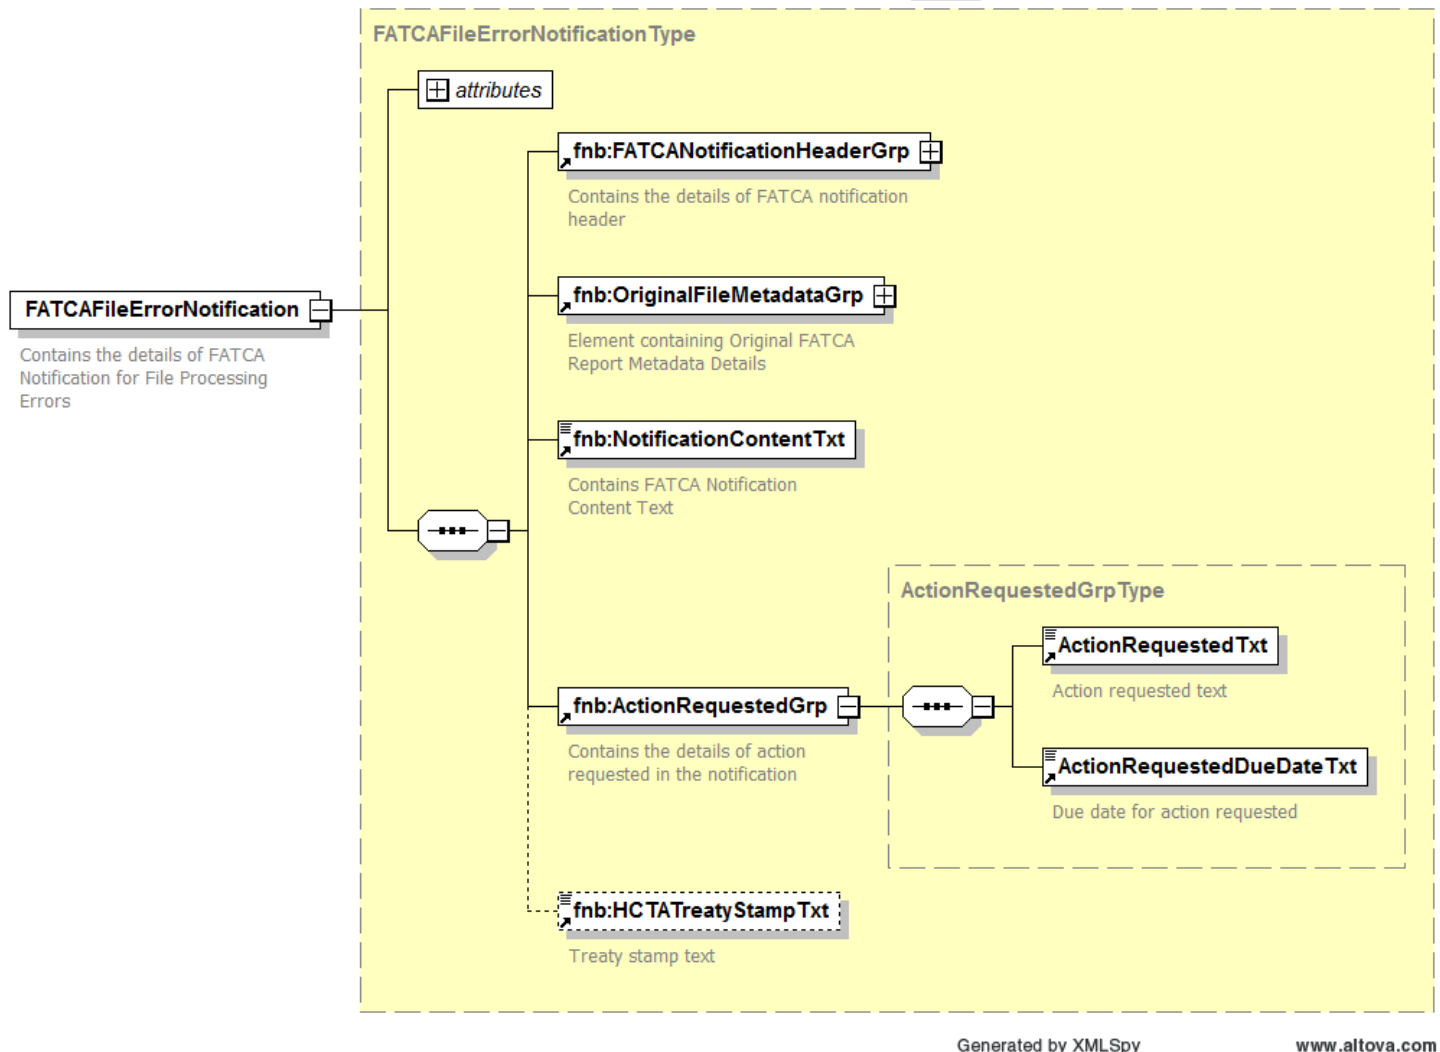 FATCAFileErrorNotificationType
attributes
fnb:FATCANotificationHeaderGrp
Contains the details of FATCA notification
header
fnb:OriginalFileMetadataGrp
Element containing Original FATCA
Report Metadata Details
FATCAFileErrorNotification
Contains the details of FATCA
Notification for File Processing
Errors
fnb:NotificationContentTxt
Contains FATCA Notification
Content Text
ActionRequestedGrpType
ActionRequestedTxt
Action requested text
fnb:ActionRequestedGrp
Contains the details of action
requested in the notification
ActionRequestedDueDateTxt
Due date for action requested
fnb:HCTATreatyStampTxt
Treaty stamp text
Generated by XMLSpy
www.altova.com